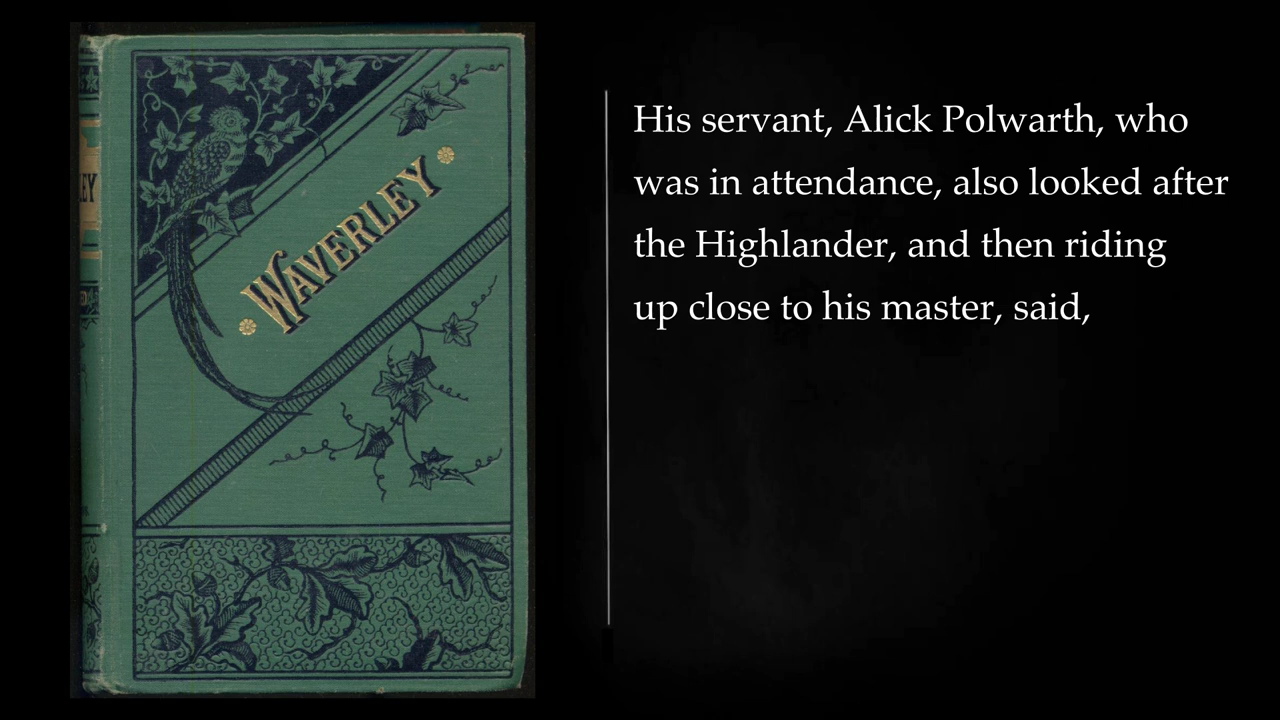 WAVERLEY
EY
His servant, Alick Polwarth, who
was in attendance, also looked after
the Highlander, and then riding
up close to his master, said,